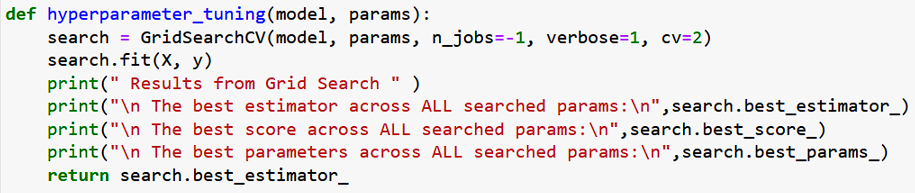 def hyperparameter_tuning(model, params):
    search = GridSearchCV(model, params, n_jobs=-1, verbose=1, cv=2)
    search.fit(X, y)
    print(" Results from Grid Search " )
    print("\n The best estimator across ALL searched params:\n",search.best_estimator_)
    print("\n The best score across ALL searched params:\n",search.best_score_)
    print("\n The best parameters across ALL searched params:\n",search.best_params_)
    return search.best_estimator_